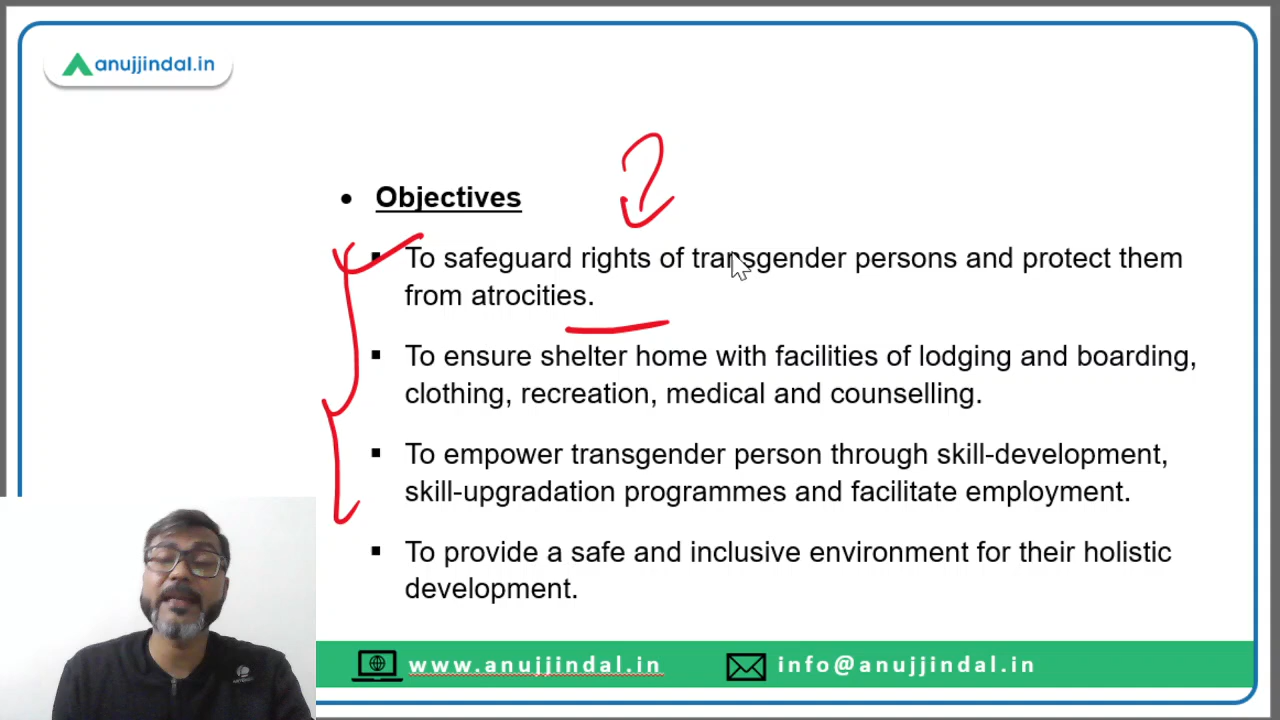 anujjindal.in
Objectives
To safeguard rights of transgender persons and protect them
from atrocities.
To ensure shelter home with facilities of lodging and boarding,
clothing, recreation, medical and counselling.
To empower transgender person through skill-development,
skill-upgradation programmes and facilitate employment.
To provide a safe and inclusive environment for their holistic
development.
www.anujjindal.in info@anujjindal.in